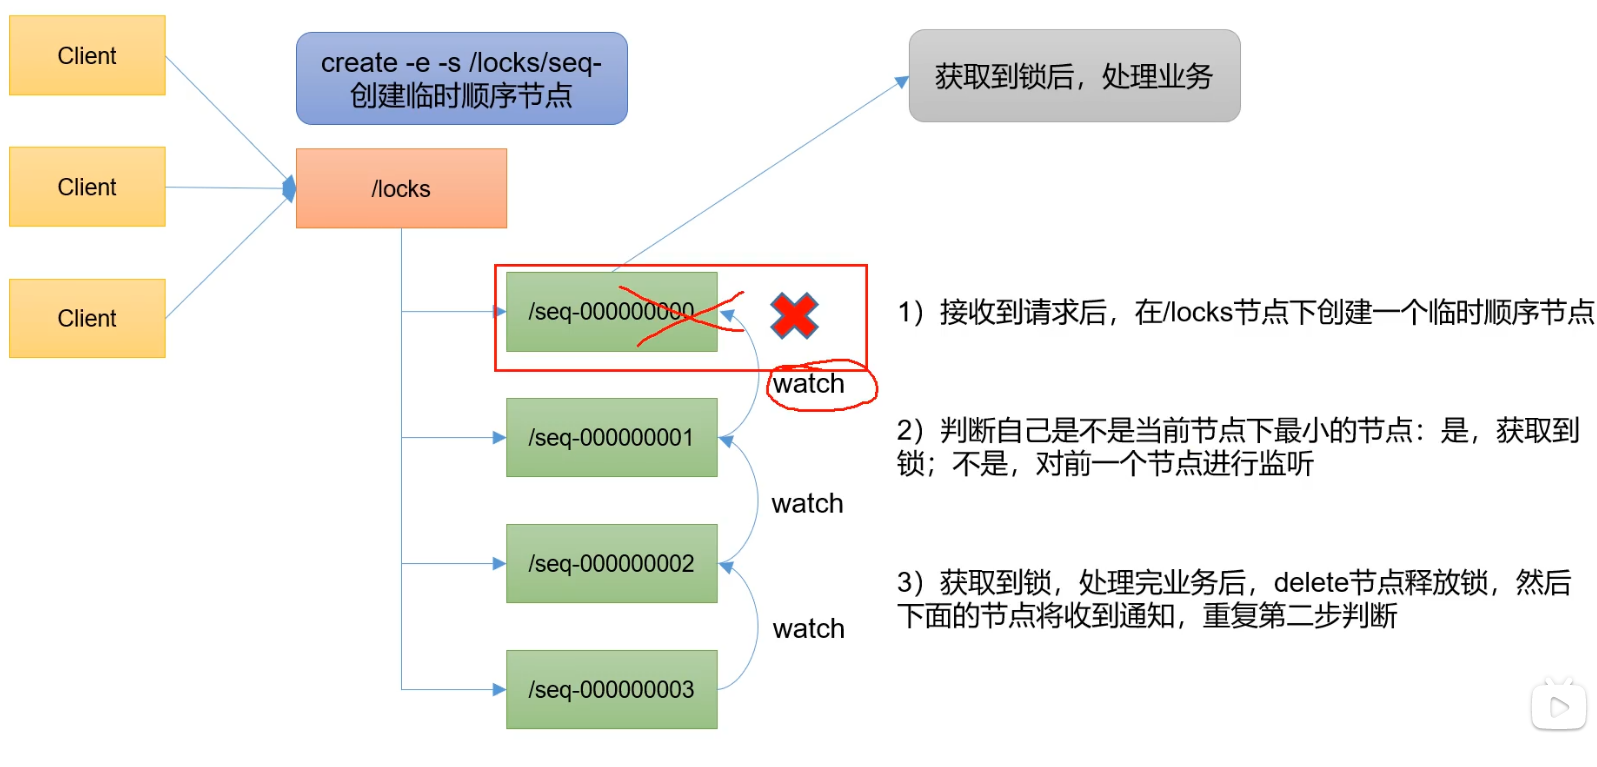 Client
create -e -s /locks/seq-
创建临时顺序节点
获取到锁后，处理业务
Client
/locks
Client
/seq-000000000
1）接收到请求后，在/locks节点下创建一个临时顺序节点
watch
/seq-000000001
2）判断自己是不是当前节点下最小的节点：是，获取到
锁；不是，对前一个节点进行监听
watch
/seq-000000002
3）获取到锁，处理完业务后，delete节点释放锁，然后
下面的节点将收到通知，重复第二步判断
watch
/seq-000000003